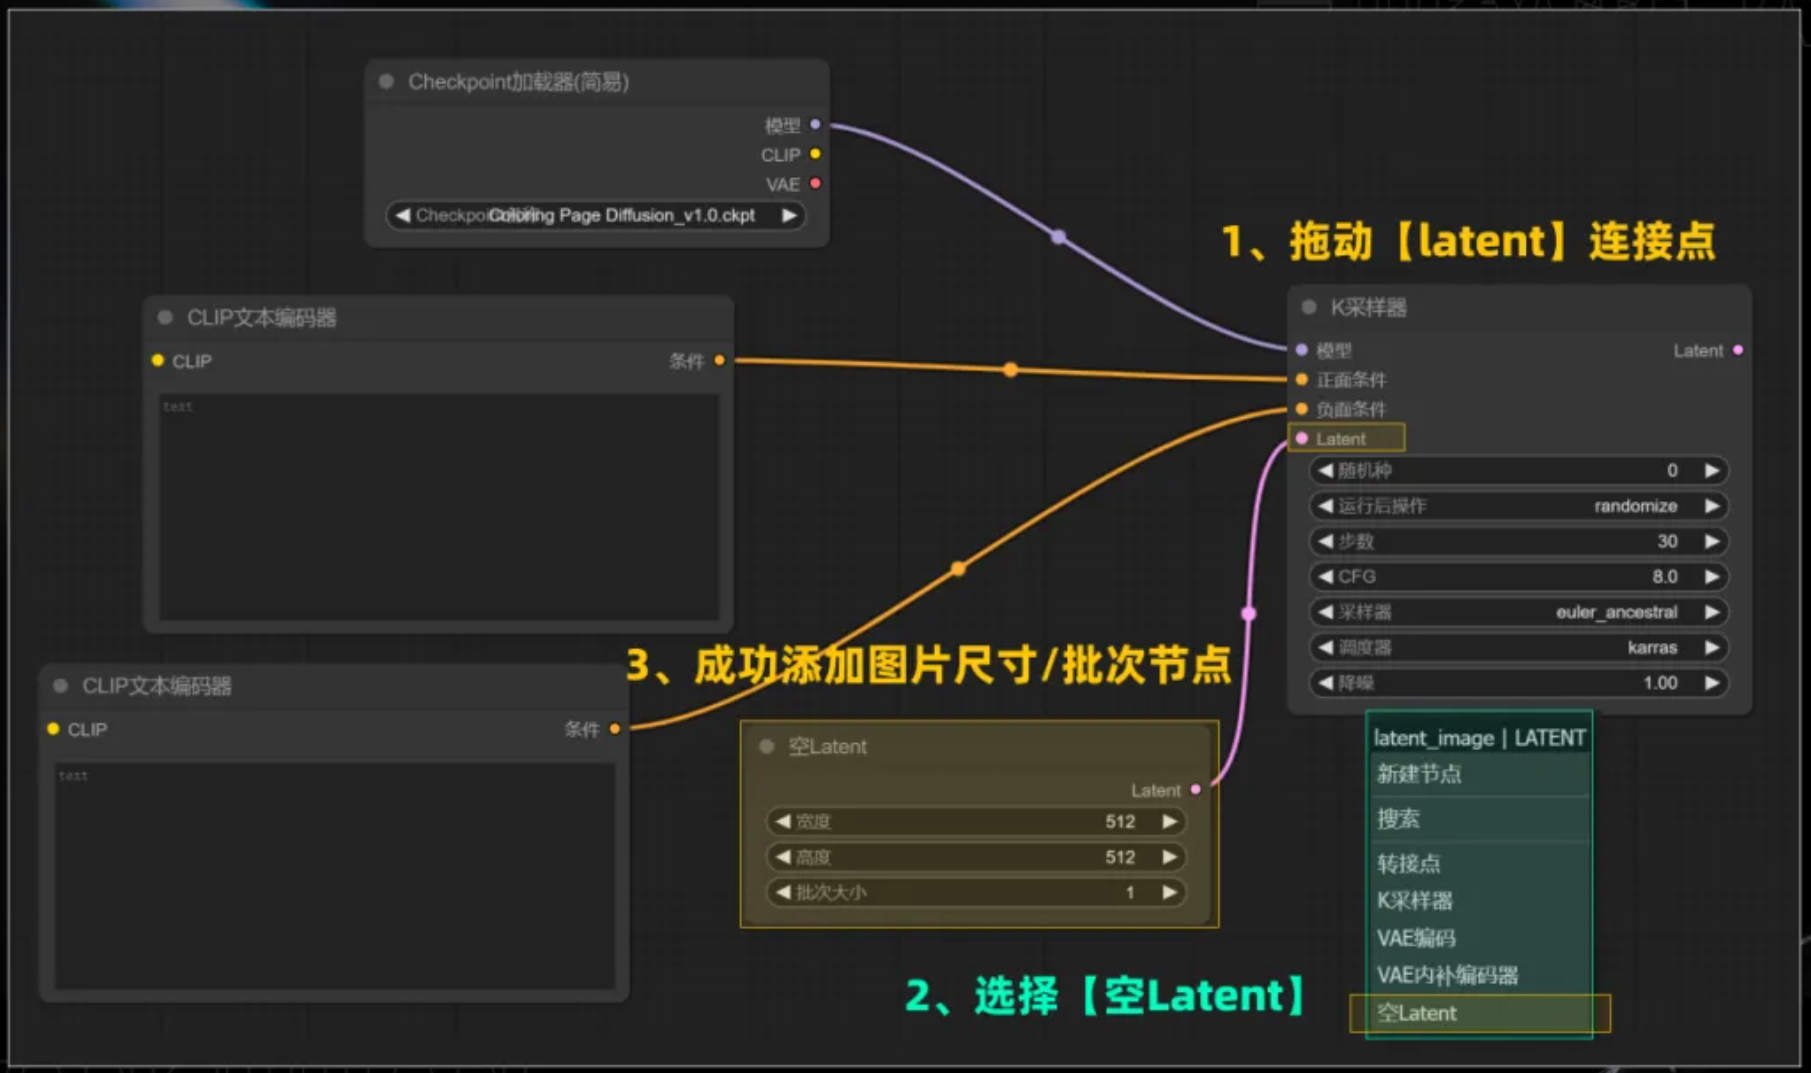 Checkpoint加载器(简易)
模型
CLIP
VAE
Coloring Page Diffusion_v1.0.ckpt
1、拖动【latent】连接点
CLIP文本编码器
CLIP
条件
text
K采样器
模型
Latent
正面条件
负面条件
Latent
随机种 0
运行后操作 randomize
步数 30
CFG 8.0
采样器 euler_ancestral
调度器 karras
降噪 1.00
3、成功添加图片尺寸/批次节点
CLIP文本编码器
CLIP
条件
text
空Latent
Latent
宽度 512
高度 512
批次大小 1
2、选择【空Latent】
latent_image | LATENT
新建节点
搜索
转接点
K采样器
VAE编码
VAE内补编码器
空Latent